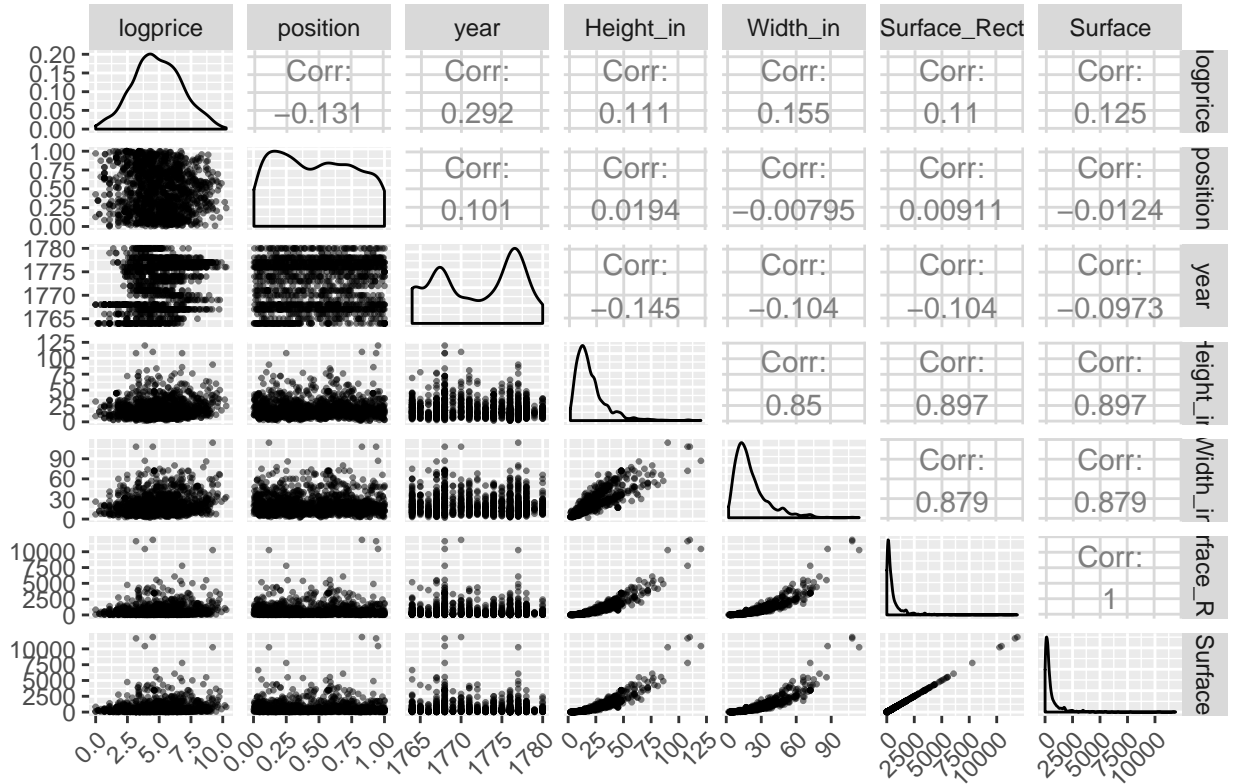 logprice position year Height_in Width_in Surface_Rect Surface
0.20
0.15
0.10
0.05
0.00
Corr: Corr: Corr: Corr: Corr: Corr:
−0.131 0.292 0.111 0.155 0.11 0.125
logprice
1.00
0.75
0.50
0.25
0.00
Corr: Corr: Corr: Corr: Corr:
0.101 0.0194 −0.00795 0.00911 −0.0124
position
1780
1775
1770
1765
Corr: Corr: Corr: Corr:
−0.145 −0.104 −0.104 −0.0973
year
125
100
75
50
25
Corr: Corr: Corr:
0.85 0.897 0.897
Height_in
90
60
30
0
Corr: Corr:
0.879 0.879
Width_in
10000
7500
5000
2500
0
Corr:
1
rface_R
10000
7500
5000
2500
0
Surface
0.0 2.5 5.0 7.5 10.0 0.00 0.25 0.50 0.75 1.00 1765 1770 1775 1780 0 25 50 75 100 125 0 30 60 90 0 2500 5000 7500 10000 0 2500 5000 7500 10000